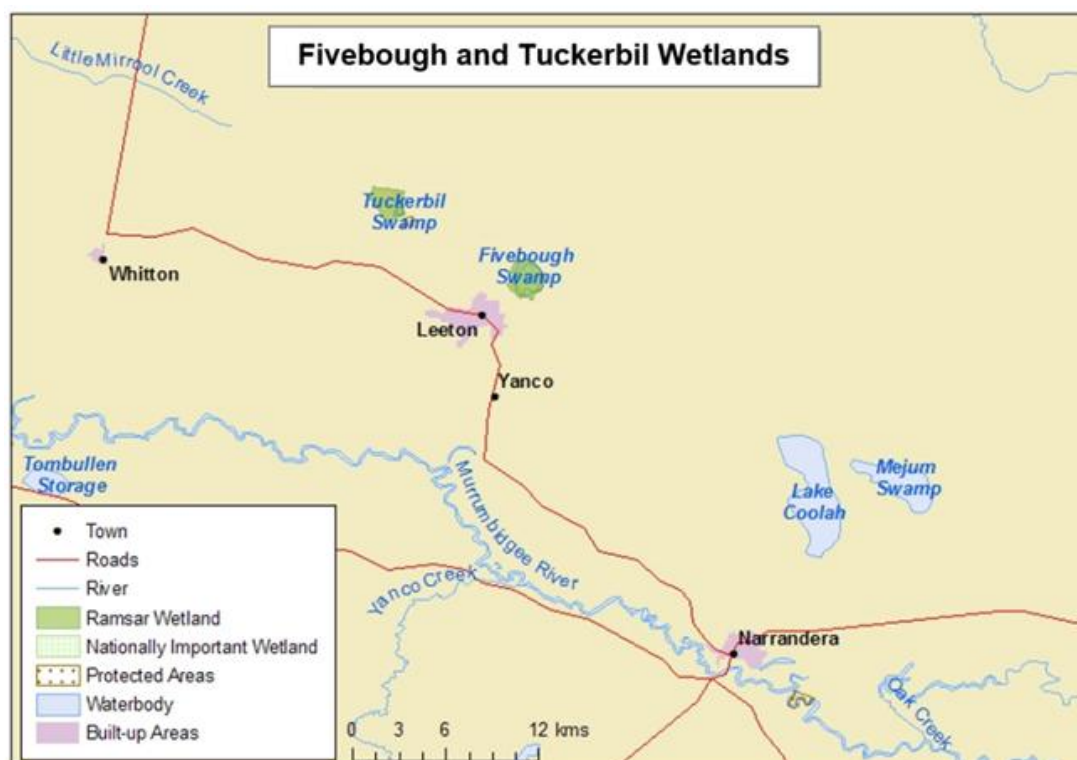 Fivebough and Tuckerbil Wetlands
LittleMirrool Creek
Tuckerbil
Swamp
Fivebough
Swamp
Whitton
Leeton
Yanco
Tombullen
Storage
Murrumbidgee River
Lake
Coolah
Mejum
Swamp
Yanco Creek
Narrandera
Oak Creek
Town
Roads
River
Ramsar Wetland
Nationally Important Wetland
Protected Areas
Waterbody
Built-up Areas
0 3 6 12 kms